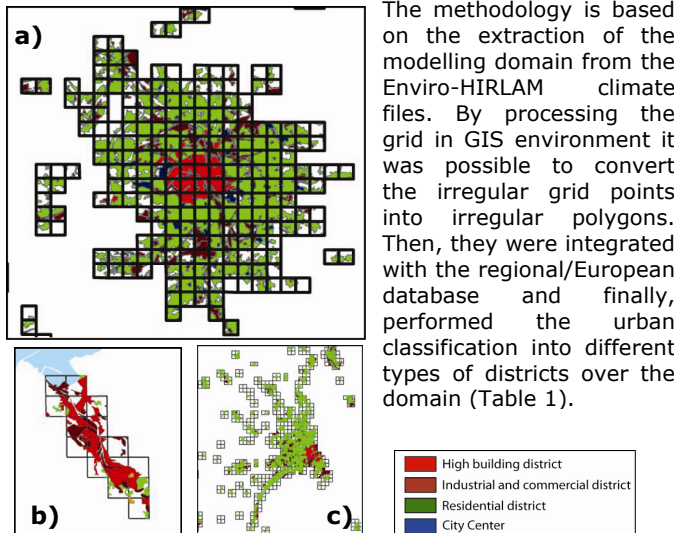 a)
The methodology is based
on the extraction of the
modelling domain from the
Enviro-HIRLAM climate
files. By processing the
grid in GIS environment it
was possible to convert
the irregular grid points
into irregular polygons.
Then, they were integrated
with the regional/European
database and finally,
performed the urban
classification into different
types of districts over the
domain (Table 1).
b)
c)
High building district
Industrial and commercial district
Residential district
City Center